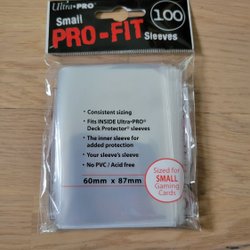 Ultra•PRO®
Small
PRO-FIT
100
Sleeves
• Consistent sizing
• Fits INSIDE Ultra•PRO®
Deck Protector® sleeves
• The inner sleeve for
added protection
• Your sleeve's sleeve
• No PVC / Acid free
60mm x 87mm
Sized for
SMALL
Gaming
Cards